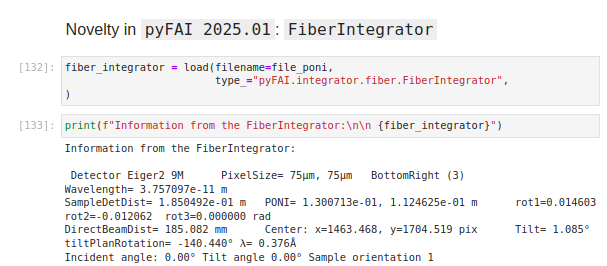 Novelty in pyFAI 2025.01: FiberIntegrator
[132]: fiber_integrator = load(filename=file_poni,
type_="pyFAI.integrator.fiber.FiberIntegrator",
)
[133]: print(f"Information from the FiberIntegrator:\n\n {fiber_integrator}")
Information from the FiberIntegrator:
Detector Eiger2 9M PixelSize= 75μm, 75μm BottomRight (3)
Wavelength= 3.757097e-11 m
SampleDetDist= 1.850492e-01 m PONI= 1.300713e-01, 1.124625e-01 m rot1=0.014603
rot2=-0.012062 rot3=0.000000 rad
DirectBeamDist= 185.082 mm Center: x=1463.468, y=1704.519 pix Tilt= 1.085°
tiltPlanRotation= -140.440° λ= 0.376Å
Incident angle: 0.00° Tilt angle 0.00° Sample orientation 1